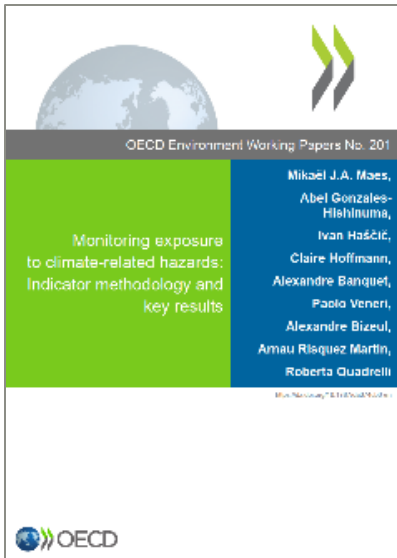 OECD Environment Working Papers No. 201
Mikaël J.A. Maes,
Abel Gonzales-
Hishinuma,
Ivan Haščič,
Claire Hoffmann,
Alexandre Banquet,
Paolo Veneri,
Alexandre Bizeul,
Arnau Risquez Martin,
Roberta Quadrelli
Monitoring exposure
to climate-related hazards:
Indicator methodology and
key results
OECD